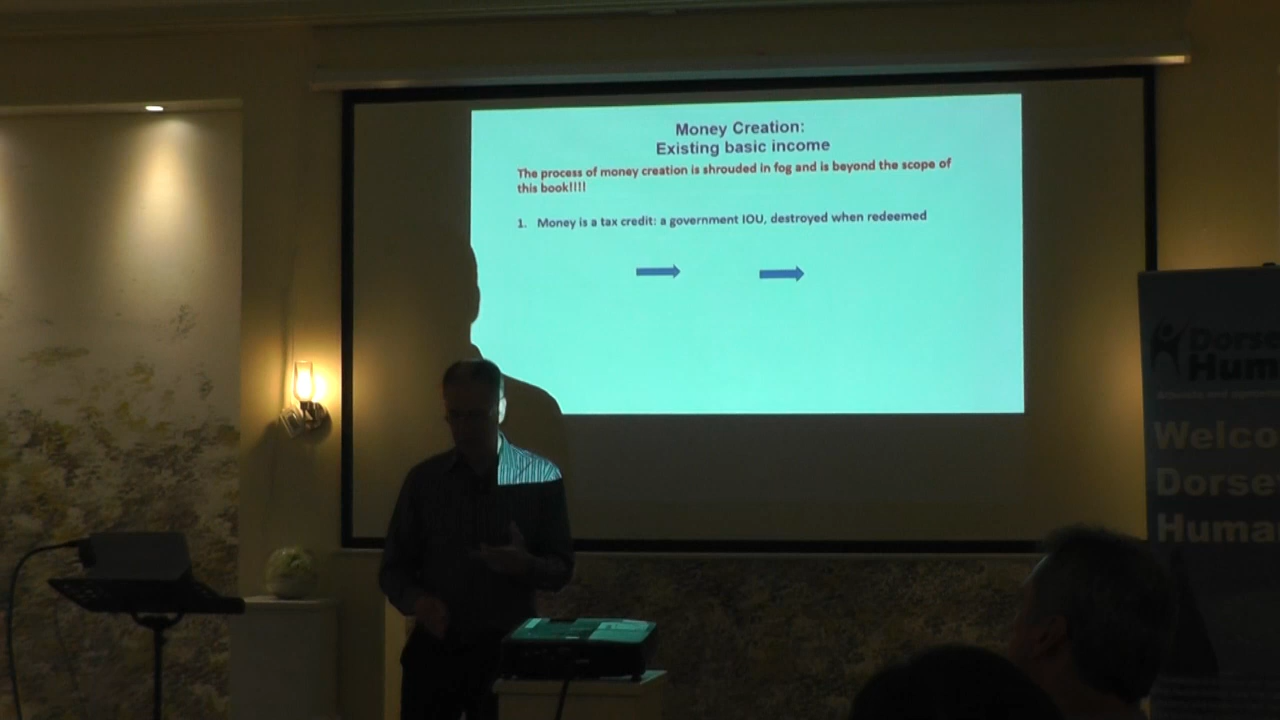 Money Creation:
Existing basic income
The process of money creation is shrouded in fog and is beyond the scope of
this book!!!!
1. Money is a tax credit: a government IOU, destroyed when redeemed
Dorse
Hum
Welco
Dorse
Huma